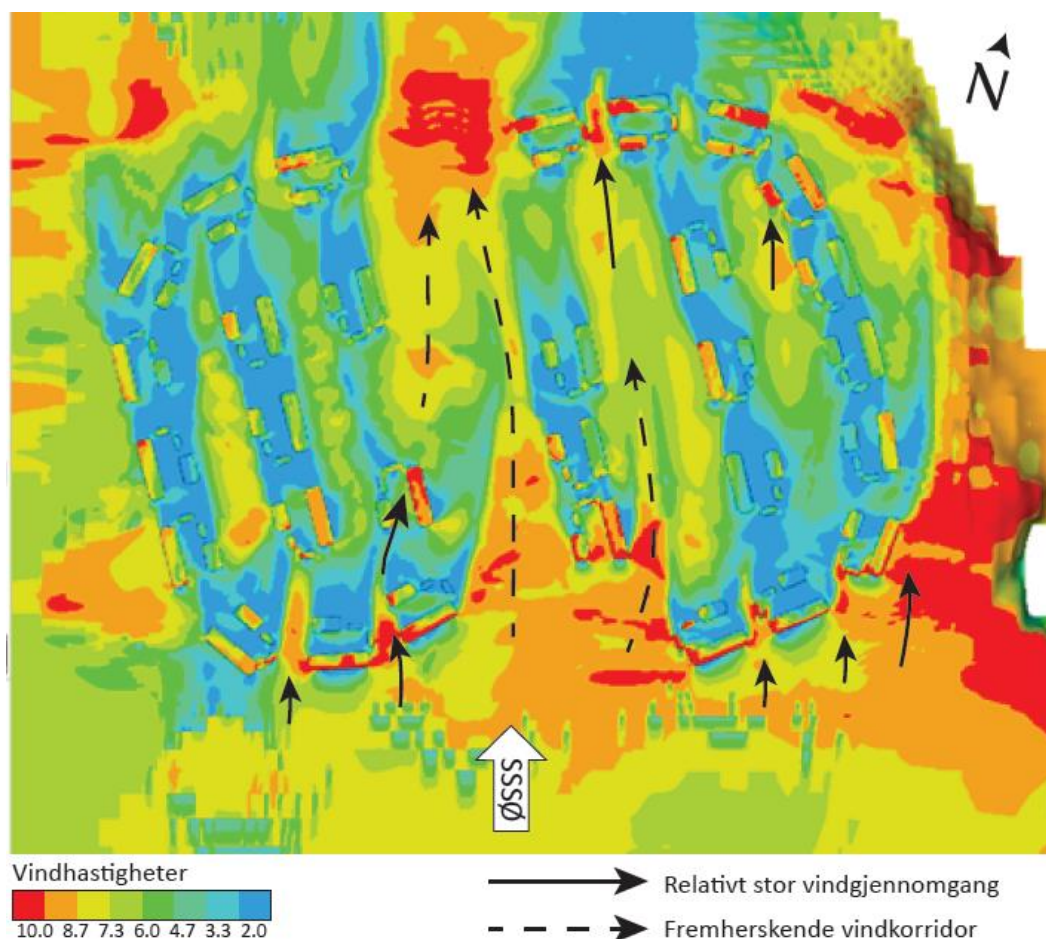 N
SSSØ
Vindhastigheter
10.0 8.7 7.3 6.0 4.7 3.3 2.0
Relativt stor vindgjennomgang
Fremherskende vindkorridor